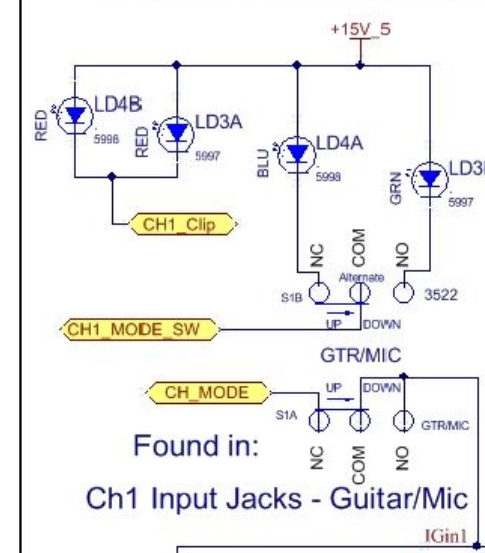 +15V_5
RED
LD4B
5996
RED
LD3A
5997
BLU
LD4A
5998
GRN
LD3
5997
CH1_Clip
NC
COM
NO
Alternate
S1B
3522
CH1_MODE_SW
UP
DOWN
GTR/MIC
CH_MODE
UP
DOWN
S1A
GTR/MIC
NC
COM
NO
Found in:
Ch1 Input Jacks - Guitar/Mic
IGin1